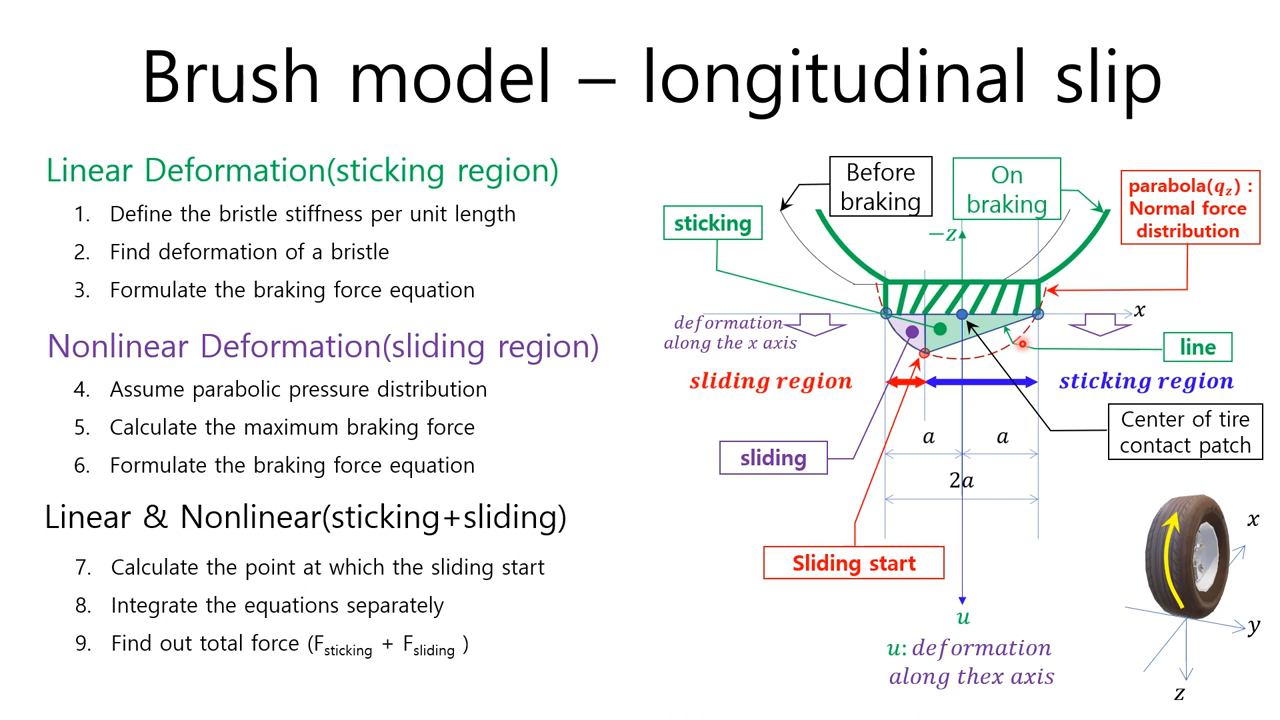 Brush model – longitudinal slip
Linear Deformation(sticking region)
1. Define the bristle stiffness per unit length
2. Find deformation of a bristle
3. Formulate the braking force equation
Nonlinear Deformation(sliding region)
4. Assume parabolic pressure distribution
5. Calculate the maximum braking force
6. Formulate the braking force equation
Linear & Nonlinear(sticking+sliding)
7. Calculate the point at which the sliding start
8. Integrate the equations separately
9. Find out total force (Fsticking + Fsliding )
Before
braking
On
braking
parabola(qz) :
Normal force
distribution
sticking
−z
x
deformation
along the x axis
line
sliding region
sticking region
Center of tire
contact patch
a
a
sliding
2a
Sliding start
u
u: deformation
along thex axis
x
y
z